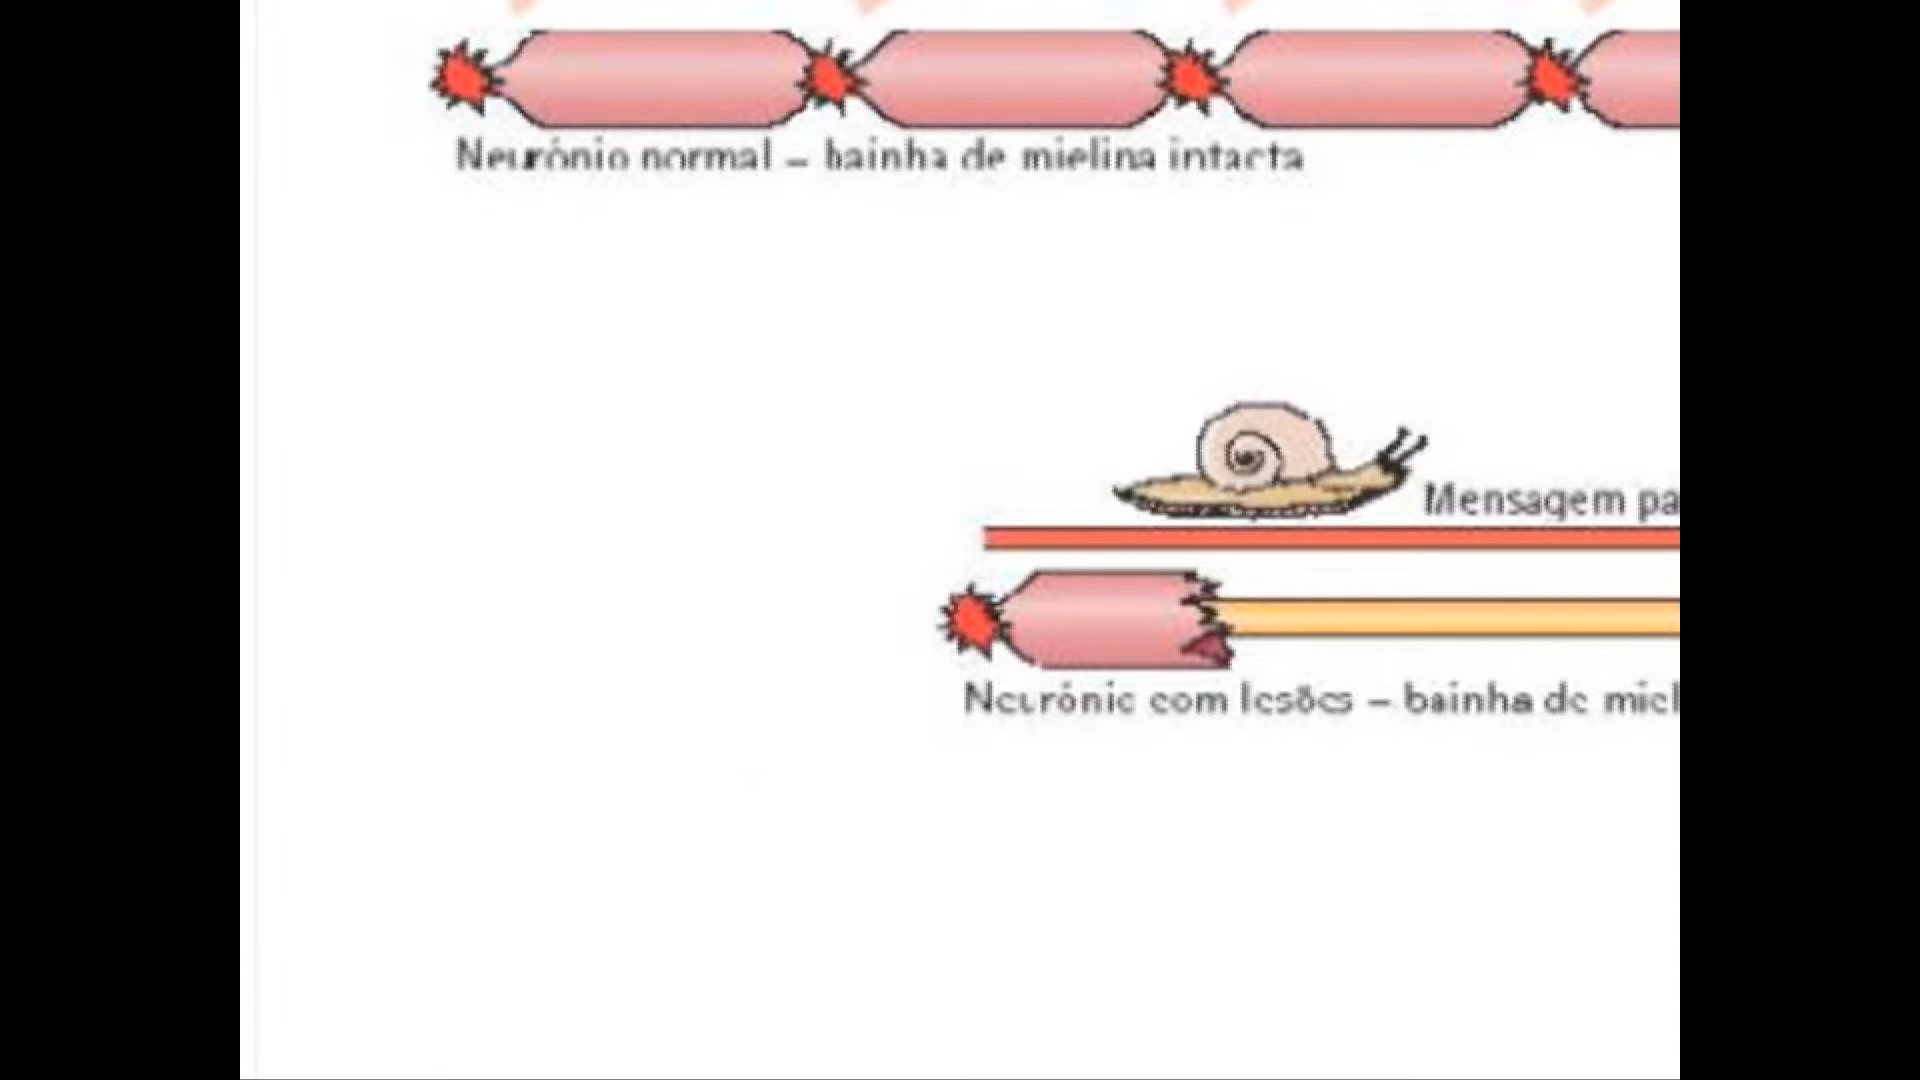 Neurónio normal – bainha de mielina intacta
Mensagem pa
Neurónio com lesões – bainha de miel